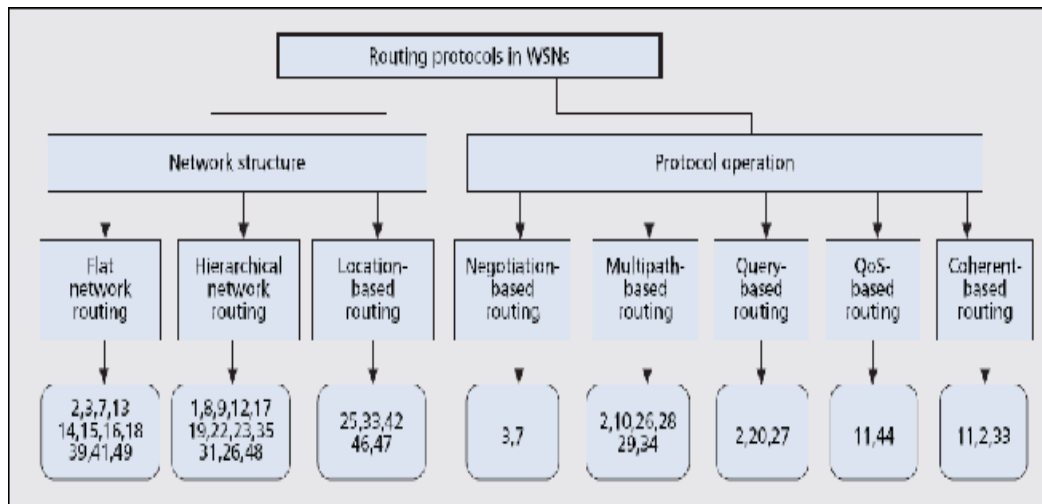 Routing protocols in WSNs
Network structure
Protocol operation
Flat
network
routing
Hierarchical
network
routing
Location-
based
routing
Negotiation-
based
routing
Multipath-
based
routing
Query-
based
routing
QoS-
based
routing
Coherent-
based
routing
2,3,7,13
14,15,16,18
39,41,49
1,8,9,12,17
19,22,23,35
31,26,48
25,33,42
46,47
3,7
2,10,26,28
29,34
2,20,27
11,44
11,2,33